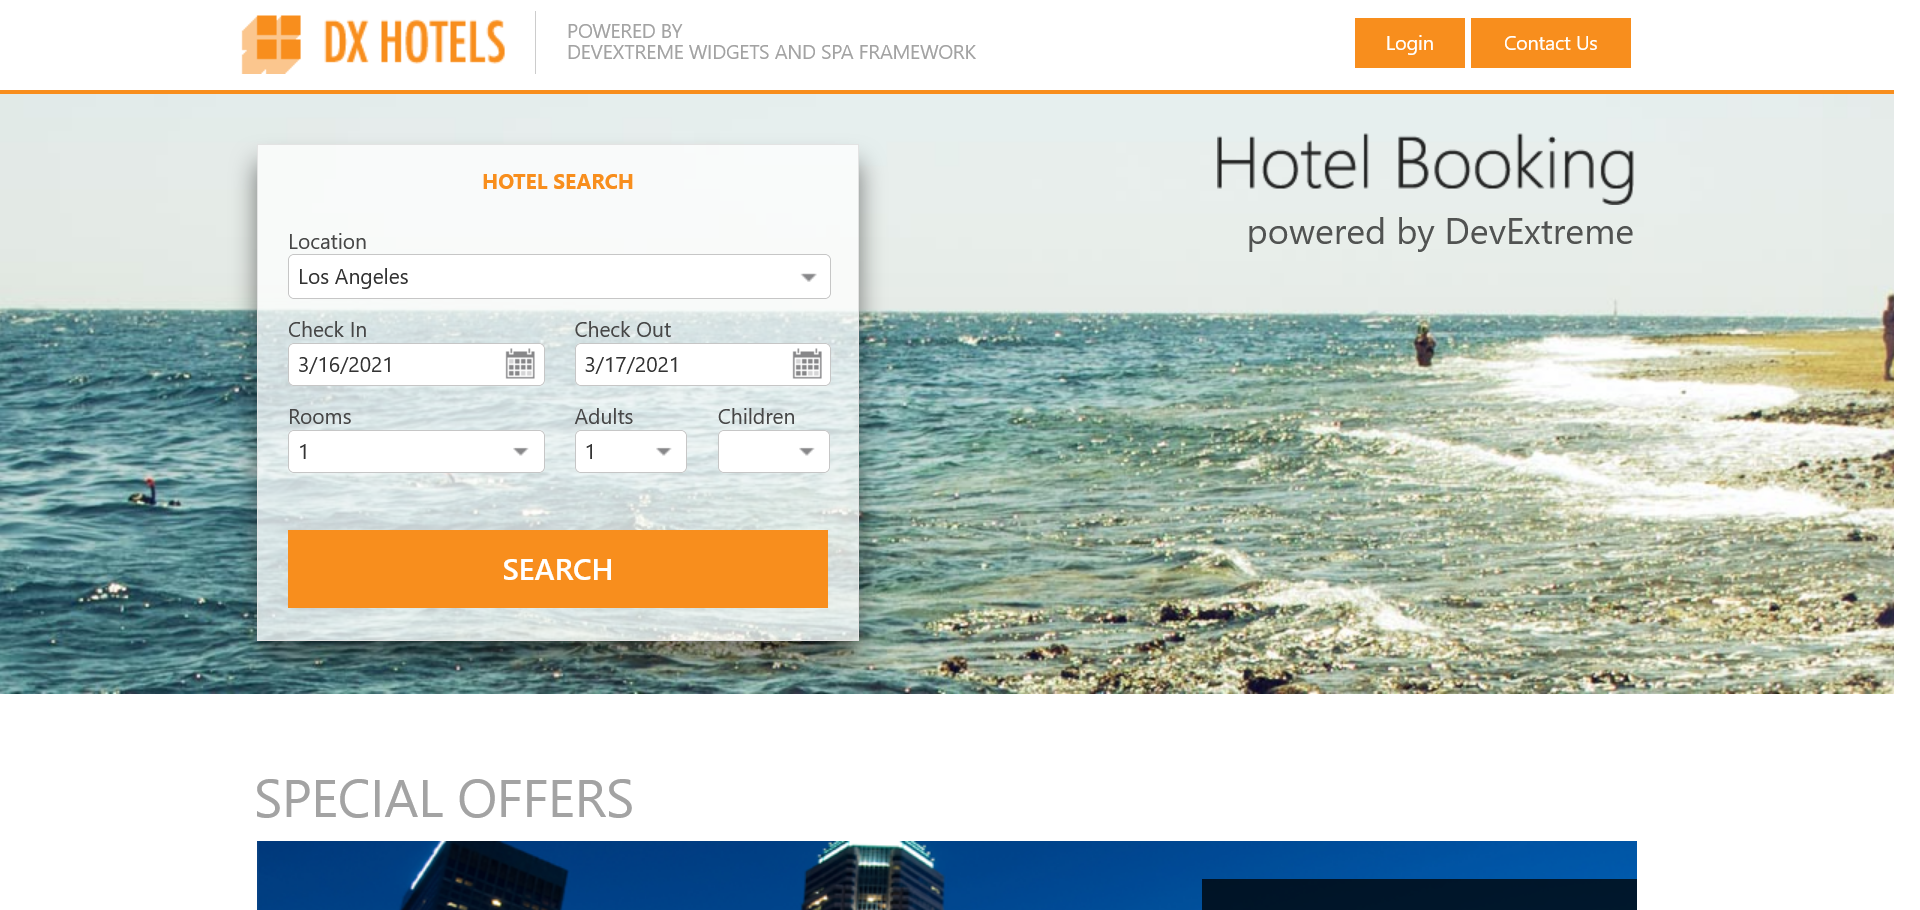 DX HOTELS
POWERED BY
DEVEXTREME WIDGETS AND SPA FRAMEWORK
Login
Contact Us
Hotel Booking
powered by DevExtreme
HOTEL SEARCH
Location
Los Angeles
Check In
Check Out
3/16/2021
3/17/2021
Rooms
Adults
Children
1
1
SEARCH
SPECIAL OFFERS